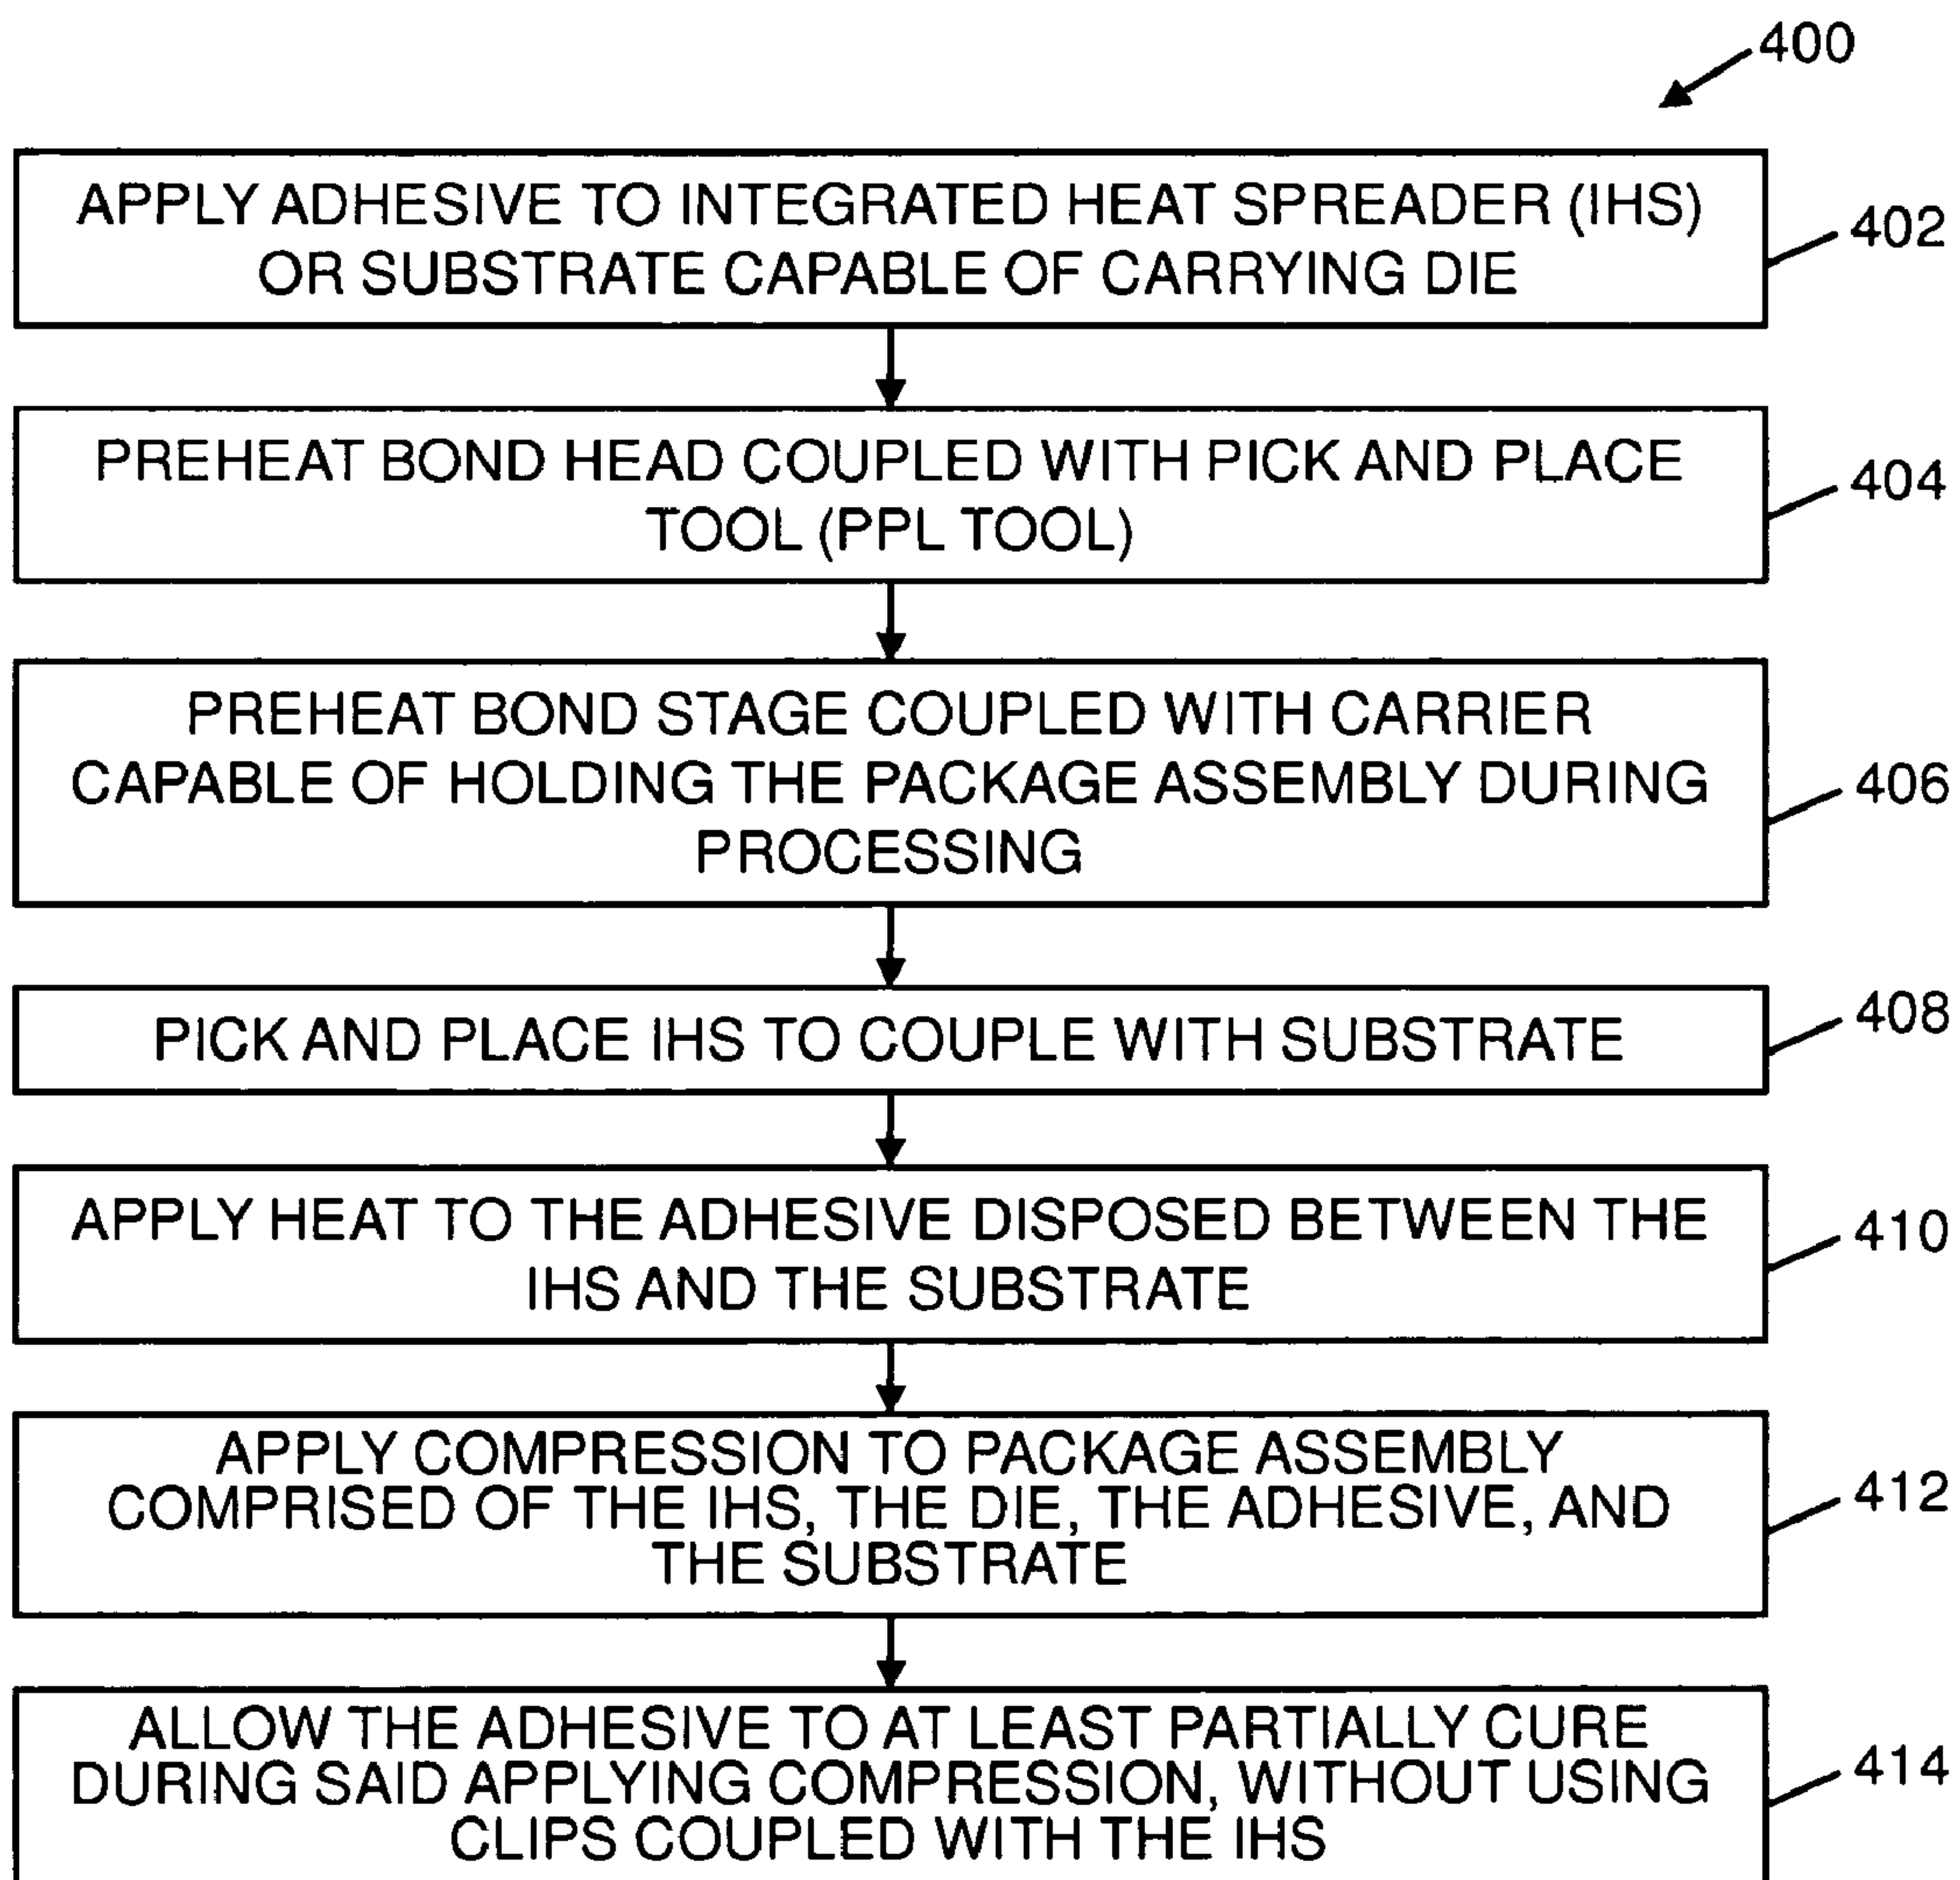 400
APPLY ADHESIVE TO INTEGRATED HEAT SPREADER (IHS)
OR SUBSTRATE CAPABLE OF CARRYING DIE
402
PREHEAT BOND HEAD COUPLED WITH PICK AND PLACE
TOOL (PPL TOOL)
404
PREHEAT BOND STAGE COUPLED WITH CARRIER
CAPABLE OF HOLDING THE PACKAGE ASSEMBLY DURING
PROCESSING
406
PICK AND PLACE IHS TO COUPLE WITH SUBSTRATE
408
APPLY HEAT TO THE ADHESIVE DISPOSED BETWEEN THE
IHS AND THE SUBSTRATE
410
APPLY COMPRESSION TO PACKAGE ASSEMBLY
COMPRISED OF THE IHS, THE DIE, THE ADHESIVE, AND
THE SUBSTRATE
412
ALLOW THE ADHESIVE TO AT LEAST PARTIALLY CURE
DURING SAID APPLYING COMPRESSION, WITHOUT USING
CLIPS COUPLED WITH THE IHS
414